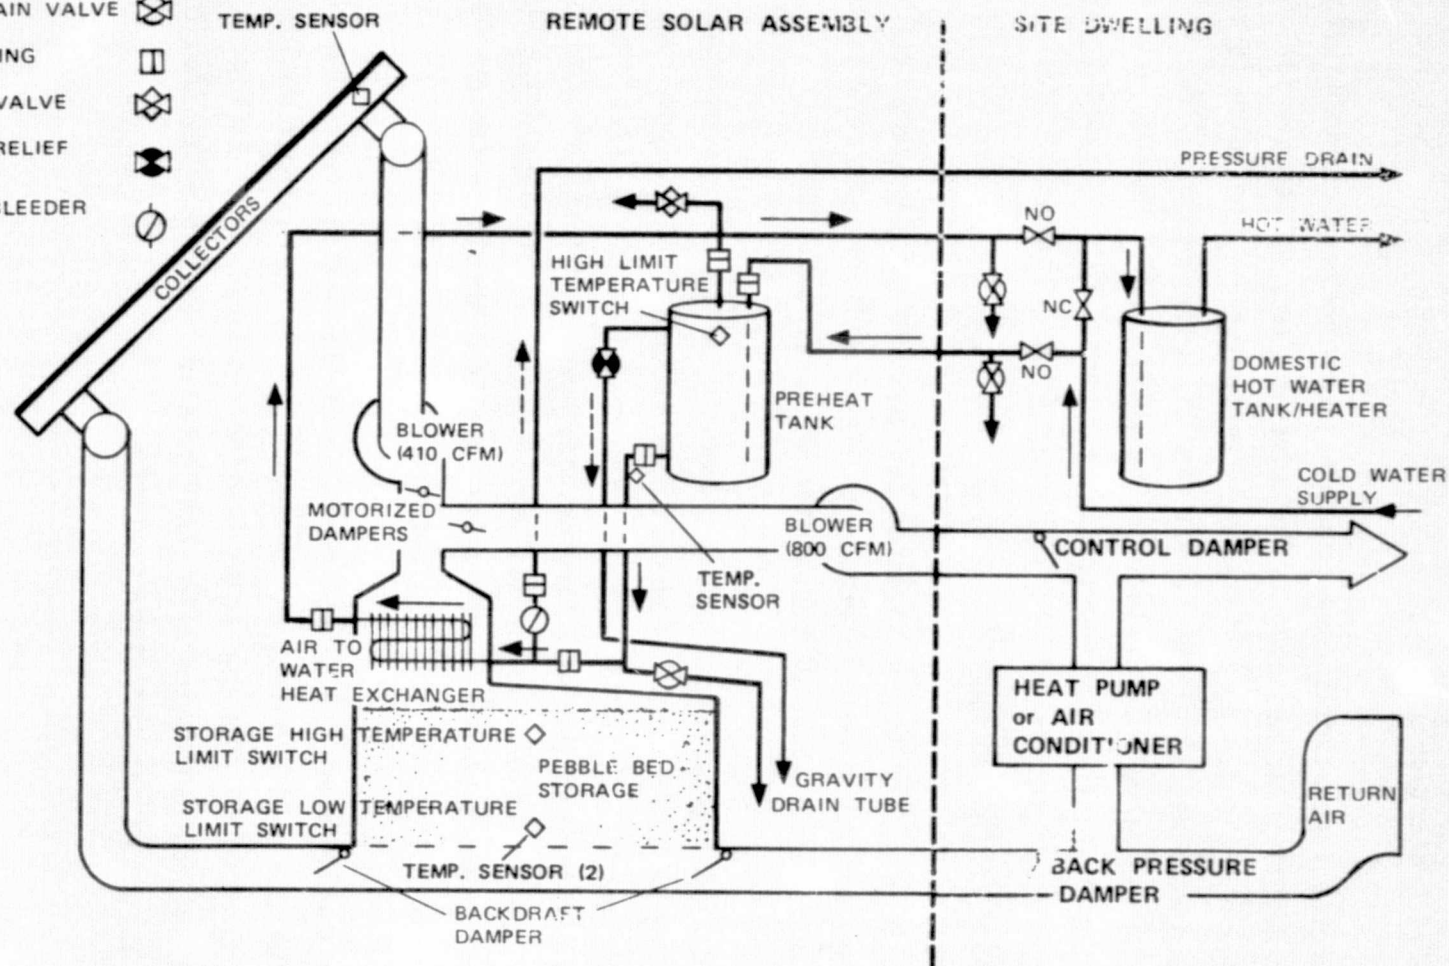 AIN VALVE
ING
VALVE
RELIEF
BLEEDER
TEMP. SENSOR
REMOTE SOLAR ASSEMBLY
SITE DWELLING
COLLECTORS
PRESSURE DRAIN
NO
HOT WATER
HIGH LIMIT
TEMPERATURE
SWITCH
NC
NO
PREHEAT
TANK
DOMESTIC
HOT WATER
TANK/HEATER
BLOWER
(410 CFM)
COLD WATER
SUPPLY
MOTORIZED
DAMPERS
BLOWER
(800 CFM)
CONTROL DAMPER
TEMP.
SENSOR
AIR TO
WATER
HEAT EXCHANGER
HEAT PUMP
or AIR
CONDITIONER
STORAGE HIGH TEMPERATURE
LIMIT SWITCH
PEBBLE BED
STORAGE
GRAVITY
DRAIN TUBE
RETURN
AIR
STORAGE LOW TEMPERATURE
LIMIT SWITCH
TEMP. SENSOR (2)
BACK PRESSURE
DAMPER
BACKDRAFT
DAMPER